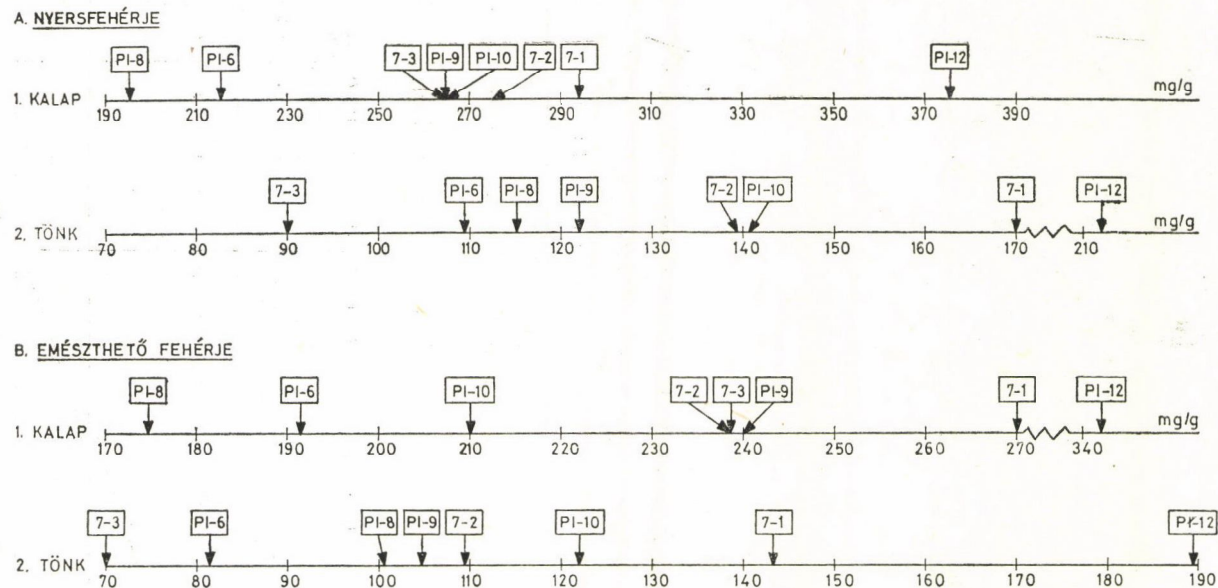 A. NYERSFEHÉRJE
PI-8 PI-6 7-3 PI-9 PI-10 7-2 7-1 PI-12
1. KALAP mg/g
190 210 230 250 270 290 310 330 350 370 390
7-3 PI-6 PI-8 PI-9 7-2 PI-10 7-1 PI-12
2. TÖNK mg/g
70 80 90 100 110 120 130 140 150 160 170 210
B. EMÉSZTHETŐ FEHÉRJE
PI-8 PI-6 PI-10 7-2 7-3 PI-9 7-1 PI-12
1. KALAP mg/g
170 180 190 200 210 220 230 240 250 260 270 340
7-3 PI-6 PI-8 PI-9 7-2 PI-10 7-1 PI-12
2. TÖNK
70 80 90 100 110 120 130 140 150 160 170 180 190